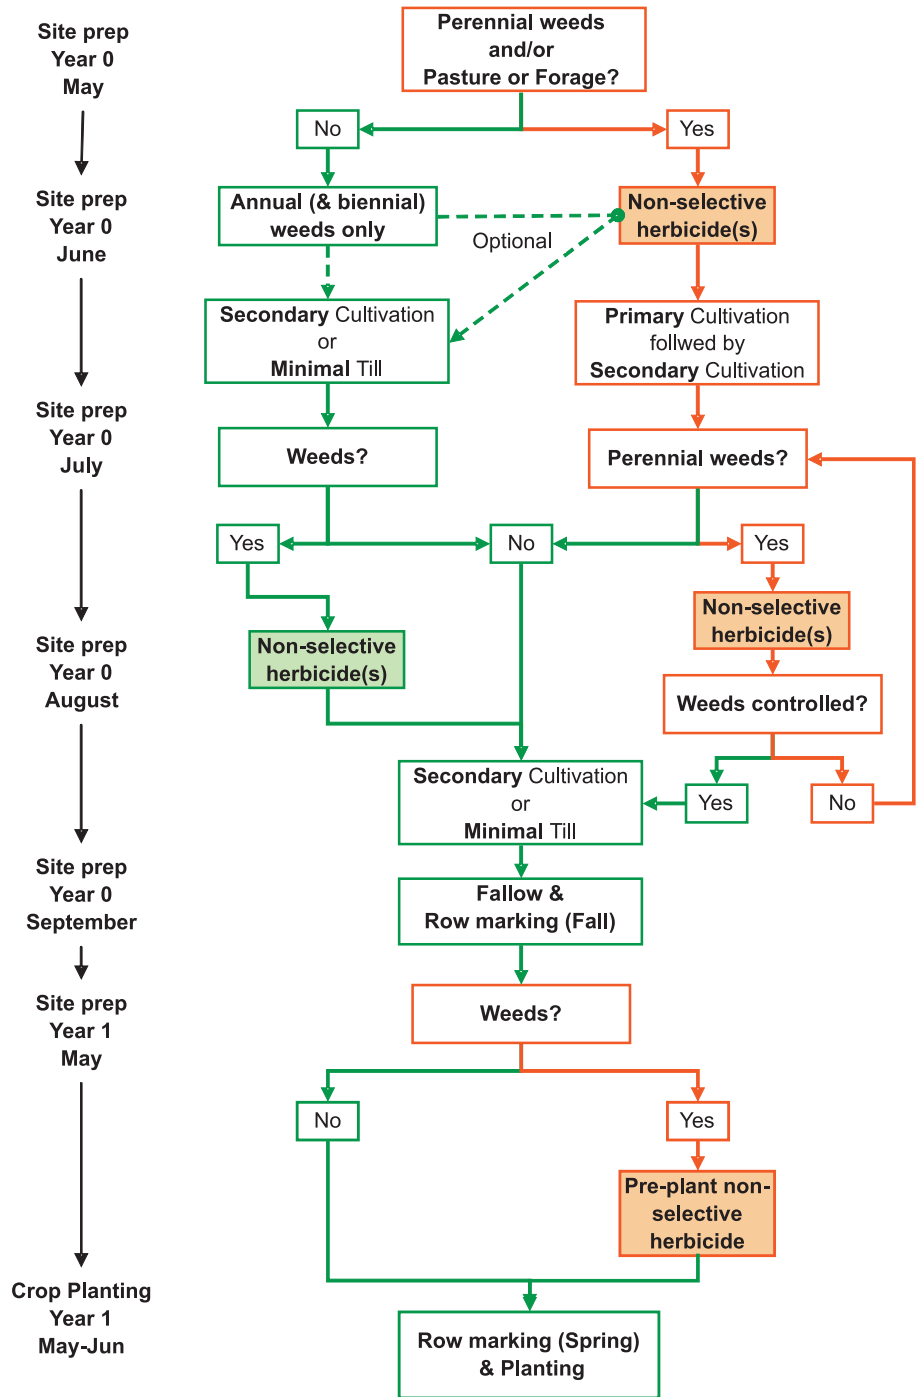 Site prep
Year 0
May
Perennial weeds
and/or
Pasture or Forage?
No
Yes
Site prep
Year 0
June
Annual (& biennial)
weeds only
Optional
Non-selective
herbicide(s)
Secondary Cultivation
or
Minimal Till
Primary Cultivation
follwed by
Secondary Cultivation
Site prep
Year 0
July
Weeds?
Perennial weeds?
Yes
No
Yes
Site prep
Year 0
August
Non-selective
herbicide(s)
Non-selective
herbicide(s)
Weeds controlled?
Secondary Cultivation
or
Minimal Till
Yes
No
Site prep
Year 0
September
Fallow &
Row marking (Fall)
Site prep
Year 1
May
Weeds?
No
Yes
Pre-plant non-
selective
herbicide
Crop Planting
Year 1
May-Jun
Row marking (Spring)
& Planting